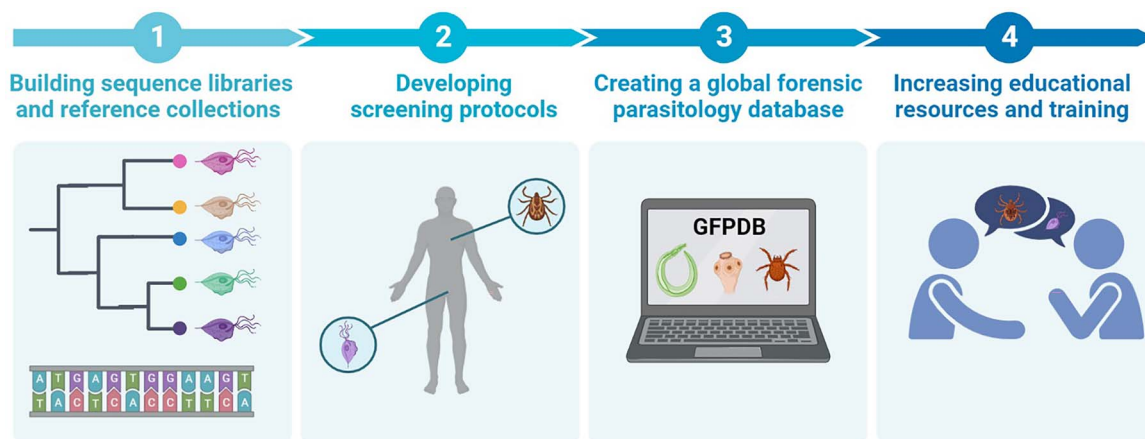 1
Building sequence libraries
and reference collections
2
Developing
screening protocols
3
Creating a global forensic
parasitology database
4
Increasing educational
resources and training
GFPDB
A T G A G T G G A A G T
T A C T C A C C T T C A